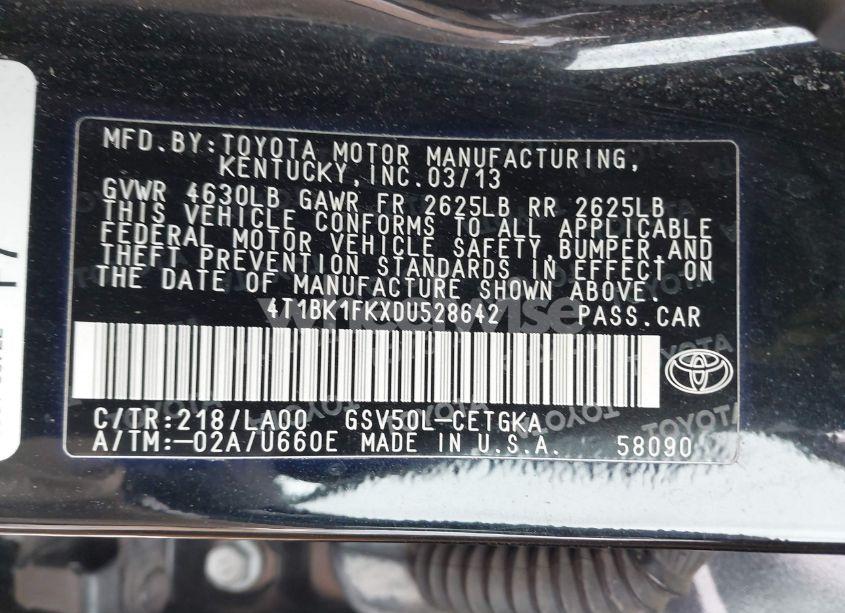 MFD.BY:TOYOTA MOTOR MANUFACTURING,
KENTUCKY,INC.03/13
GVWR 4630LB GAWR FR 2625LB RR 2625LB
THIS VEHICLE CONFORMS TO ALL APPLICABLE
FEDERAL MOTOR VEHICLE SAFETY,BUMPER,AND
THEFT PREVENTION STANDARDS IN EFFECT ON
THE DATE OF MANUFACTURE SHOWN ABOVE.
4T1BK1FKXDU528642 PASS.CAR
C/TR:218/LA00 GSV50L-CETGKA
A/TM:-02A/U660E MADE IN U.S.A. 58090
TOYOTA